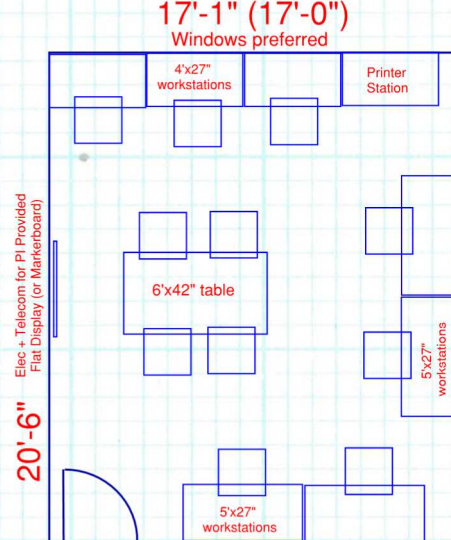 17'-1" (17'-0")
Windows preferred
4'x27"
workstations
Printer
Station
Elec + Telecom for PI Provided
Flat Display (or Markerboard)
6'x42" table
5'x27"
workstations
20'-6"
5'x27"
workstations